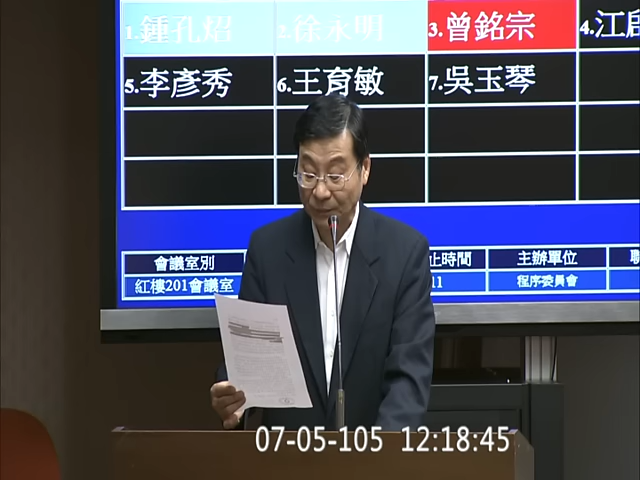 1.鍾孔炤 2.徐永明 3.曾銘宗 4.江啟
5.李彥秀 6.王育敏 7.吳玉琴
會議室別 止時間 主辦單位 聯
紅樓201會議室 11 程序委員會
07-05-105 12:18:45